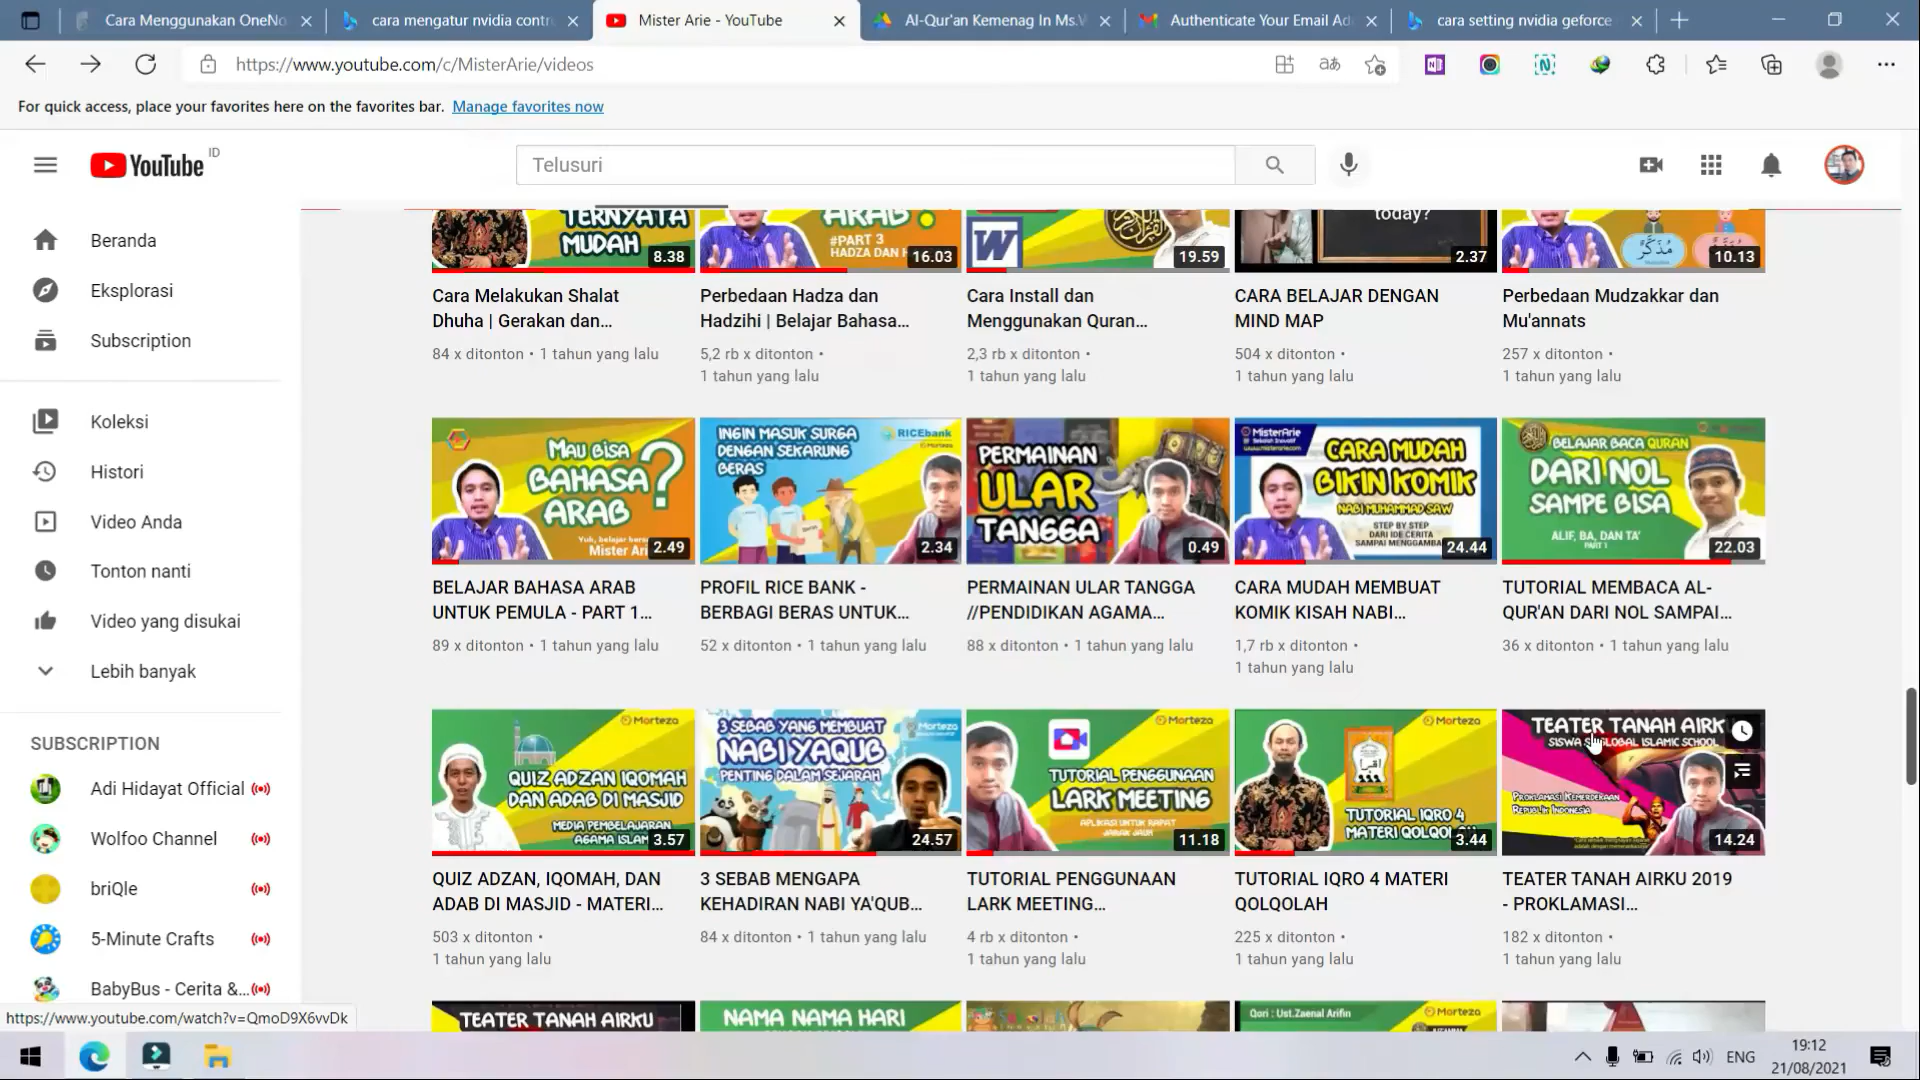 Cara Menggunakan OneNo
cara mengatur nvidia contr
Mister Arie - YouTube
Al-Qur'an Kemenag In Ms.W
Authenticate Your Email Ad
cara setting nvidia geforce
https://www.youtube.com/c/MisterArie/videos
For quick access, place your favorites here on the favorites bar. Manage favorites now
YouTube ID
Telusuri
Beranda
Eksplorasi
Subscription
Koleksi
Histori
Video Anda
Tonton nanti
Video yang disukai
Lebih banyak
SUBSCRIPTION
Adi Hidayat Official
Wolfoo Channel
briQle
5-Minute Crafts
BabyBus - Cerita &...
TERNYATA
MUDAH
8.38
Cara Melakukan Shalat
Dhuha | Gerakan dan...
84 x ditonton • 1 tahun yang lalu
ARAB?
#PART 3
HADZA DAN H
16.03
Perbedaan Hadza dan
Hadzihi | Belajar Bahasa...
5,2 rb x ditonton •
1 tahun yang lalu
W
19.59
Cara Install dan
Menggunakan Quran...
2,3 rb x ditonton •
1 tahun yang lalu
today?
2.37
CARA BELAJAR DENGAN
MIND MAP
504 x ditonton •
1 tahun yang lalu
مُذَكَّرٌ
10.13
Perbedaan Mudzakkar dan
Mu'annats
257 x ditonton •
1 tahun yang lalu
MAU BISA
BAHASA
ARAB ?
Yuk, belajar bers
Mister Ari
2.49
BELAJAR BAHASA ARAB
UNTUK PEMULA - PART 1...
89 x ditonton • 1 tahun yang lalu
INGIN MASUK SURGA
DENGAN SEKARUNG
BERAS
RICEbank
Morteza
2.34
PROFIL RICE BANK -
BERBAGI BERAS UNTUK...
52 x ditonton • 1 tahun yang lalu
PERMAINAN
ULAR
TANGGA
0.49
PERMAINAN ULAR TANGGA
//PENDIDIKAN AGAMA...
88 x ditonton • 1 tahun yang lalu
MisterArie
Sekolah Inovatif
www.misterarie.com
CARA MUDAH
BIKIN KOMIK
NABI MUHAMMAD SAW
STEP BY STEP
DARI IDE CERITA
SAMPAI MENGGAMBA
24.44
CARA MUDAH MEMBUAT
KOMIK KISAH NABI...
1,7 rb x ditonton •
1 tahun yang lalu
BELAJAR BACA QURAN
DARI NOL
SAMPE BISA
ALIF, BA, DAN TA'
PART 1
22.03
TUTORIAL MEMBACA AL-
QUR'AN DARI NOL SAMPAI...
36 x ditonton • 1 tahun yang lalu
Morteza
QUIZ ADZAN IQOMAH
DAN ADAB DI MASJID
MEDIA PEMBELAJARAN
AGAMA ISLAM
3.57
QUIZ ADZAN, IQOMAH, DAN
ADAB DI MASJID - MATERI...
503 x ditonton •
1 tahun yang lalu
3 SEBAB YANG MEMBUAT
NABI YAQUB
PENTING DALAM SEJARAH
Morteza
24.57
3 SEBAB MENGAPA
KEHADIRAN NABI YA'QUB...
84 x ditonton • 1 tahun yang lalu
Morteza
TUTORIAL PENGGUNAAN
LARK MEETING
APLIKASI UNTUK RAPAT
JARAK JAUH
11.18
TUTORIAL PENGGUNAAN
LARK MEETING...
4 rb x ditonton •
1 tahun yang lalu
Morteza
TUTORIAL IQRO 4
MATERI QOLQO
3.44
TUTORIAL IQRO 4 MATERI
QOLQOLAH
225 x ditonton •
1 tahun yang lalu
TEATER TANAH AIRK
GLOBAL ISLAMIC SCHOOL
PROKLAMASI KEMERDEKAAN
REPUBLIK INDONESIA
14.24
TEATER TANAH AIRKU 2019
- PROKLAMASI...
182 x ditonton •
1 tahun yang lalu
TEATER TANAH AIRKU
NAMA NAMA HARI
Qori : Ust.Zaenal Arifin
Morteza
https://www.youtube.com/watch?v=QmoD9X6vvDk
ENG
19:12
21/08/2021